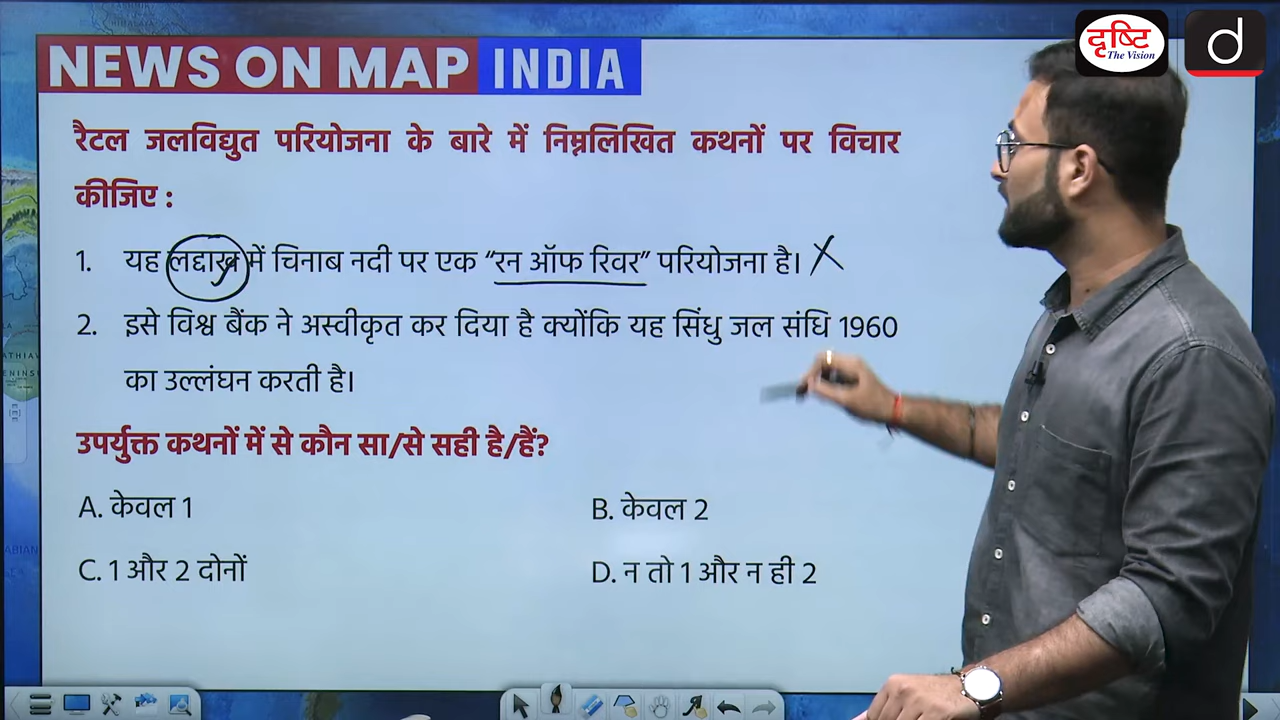 दृष्टि
The Vision
d
NEWS ON MAP INDIA
रैटल जलविद्युत परियोजना के बारे में निम्नलिखित कथनों पर विचार
कीजिए :
1. यह लद्दाख में चिनाब नदी पर एक “रन ऑफ रिवर” परियोजना है।
2. इसे विश्व बैंक ने अस्वीकृत कर दिया है क्योंकि यह सिंधु जल संधि 1960
का उल्लंघन करती है।
उपर्युक्त कथनों में से कौन सा/से सही है/हैं?
A. केवल 1
B. केवल 2
C. 1 और 2 दोनों
D. न तो 1 और न ही 2